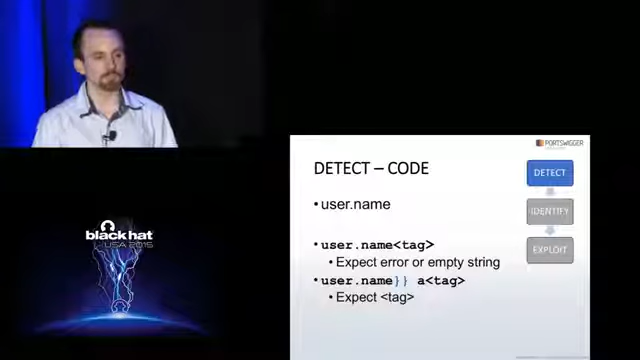 PORTSWIGGER
DETECT – CODE
DETECT
• user.name
IDENTIFY
• user.name<tag>
EXPLOIT
• Expect error or empty string
• user.name}} a<tag>
• Expect <tag>
black hat
USA 2015